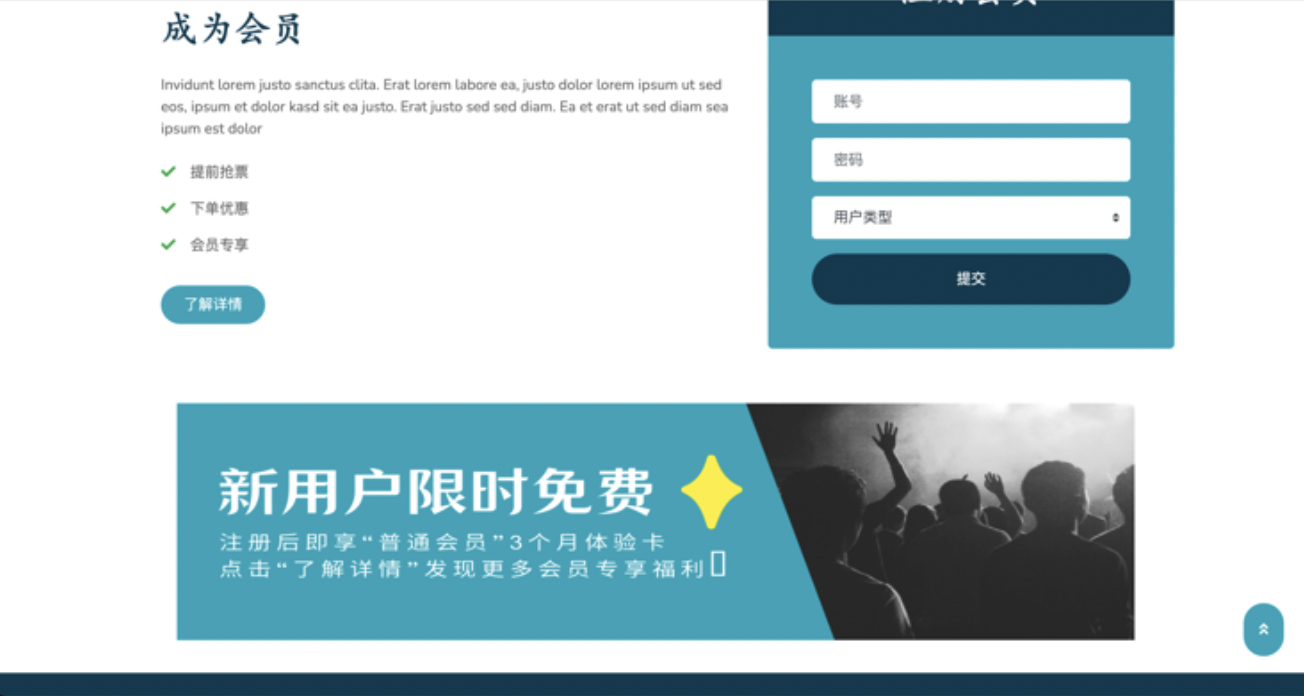 成为会员
Invidunt lorem justo sanctus clita. Erat lorem labore ea, justo dolor lorem ipsum ut sed
eos, ipsum et dolor kasd sit ea justo. Erat justo sed sed diam. Ea et erat ut sed diam sea
ipsum est dolor
提前抢票
下单优惠
会员专享
了解详情
账号
密码
用户类型
提交
新用户限时免费
注册后即享“普通会员”3个月体验卡
点击“了解详情”发现更多会员专享福利